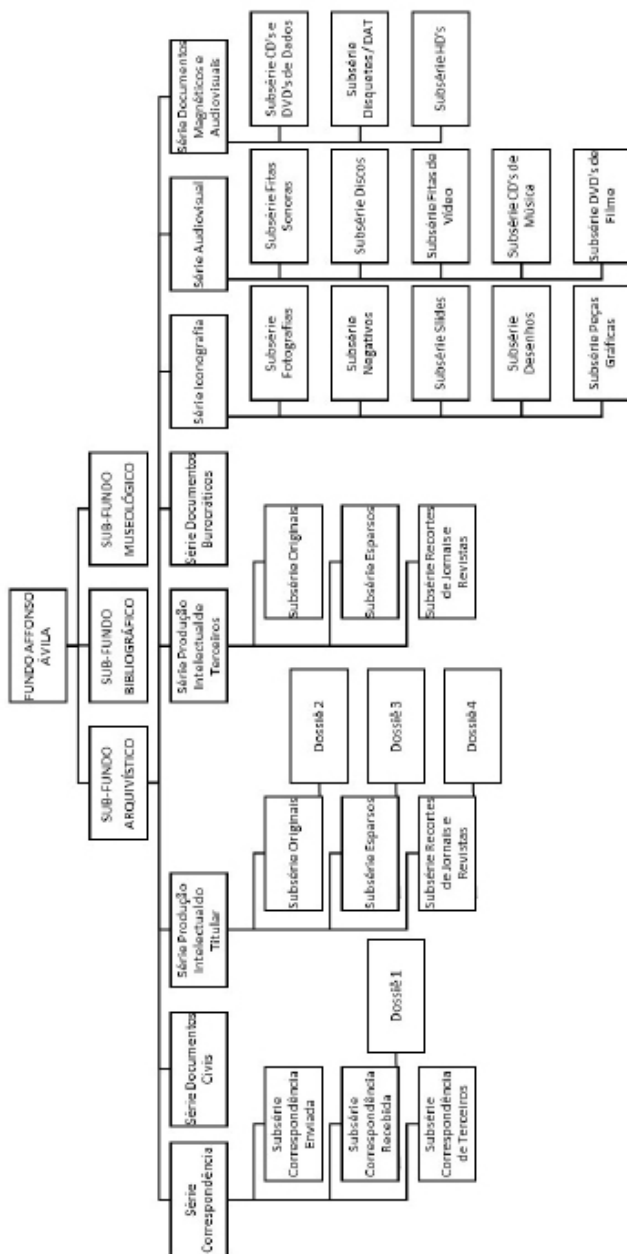 FUNDO AFFONSO
ÁVILA
SUB-FUNDO
ARQUIVÍSTICO
SUB-FUNDO
BIBLIOGRÁFICO
SUB-FUNDO
MUSEOLÓGICO
Série
Correspondência
Série Documentos
Civis
Série Produção
Intelectual do
Titular
Série Produção
Intelectual de
Terceiros
Série Documentos
Burocráticos
Série Iconografia
Série Audiovisual
Série Documentos
Magnéticos e
Audiovisuais
Subsérie
Correspondência
Enviada
Subsérie
Correspondência
Recebida
Dossiê 1
Subsérie
Correspondência
de Terceiros
Subsérie Originais
Dossiê 2
Subsérie Esparsos
Dossiê 3
Subsérie Recortes
de Jornais e
Revistas
Dossiê 4
Subsérie Originais
Subsérie Esparsos
Subsérie Recortes
de Jornais e
Revistas
Subsérie
Fotografias
Subsérie
Negativos
Subsérie Slides
Subsérie
Desenhos
Subsérie Peças
Gráficas
Subsérie Fitas
Sonoras
Subsérie Discos
Subsérie Fitas de
Vídeo
Subsérie CD's de
Música
Subsérie DVD's de
Filme
Subsérie CD's e
DVD's de Dados
Subsérie
Disquetes / DAT
Subsérie HD's